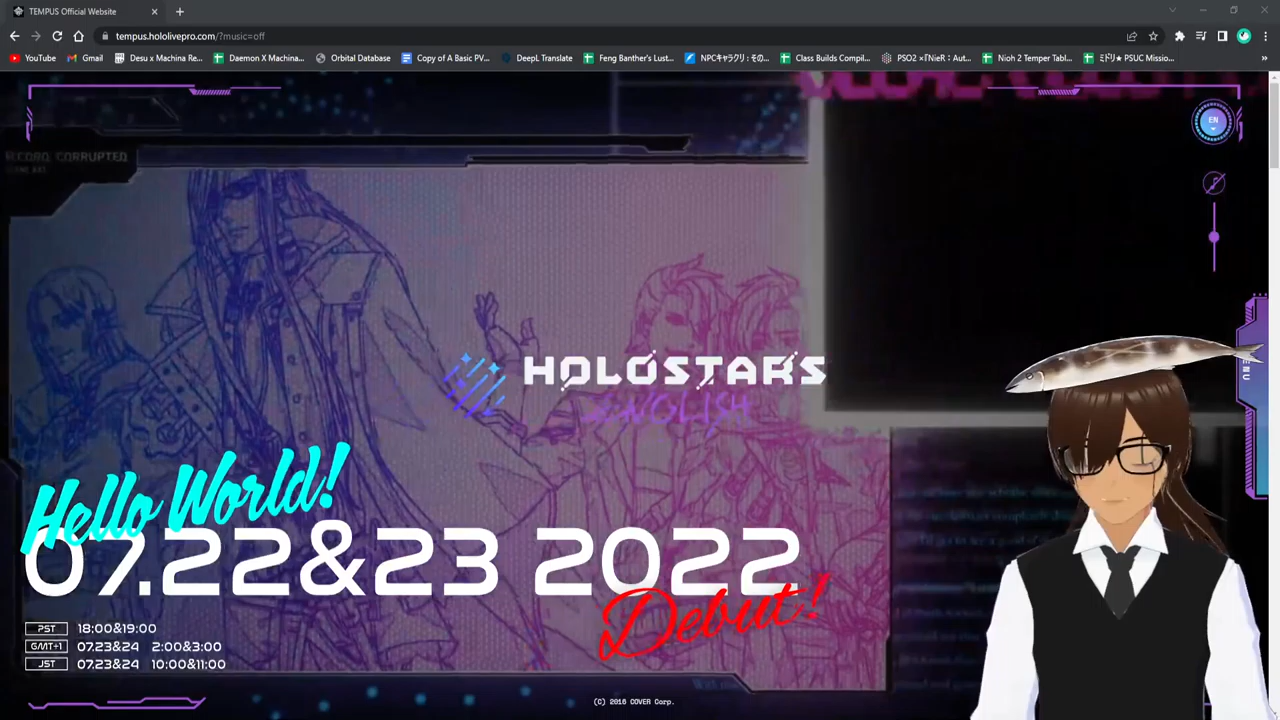 TEMPUS Official Website
tempus.hololivepro.com/?music=off
YouTube
Gmail
Desu x Machina Re...
Daemon X Machina...
Orbital Database
Copy of A Basic PV...
DeepL Translate
Feng Banther's Lust...
NPCキャラクリ : その...
Class Builds Compil...
PSO2 ×『NieR : Aut...
Nioh 2 Temper Tabl...
ミドリ★ PSUC Missio...
RECORD CORRUPTED
EN
HOLOSTARS
ENGLISH
Hello World!
07.22&23 2022
Debut!
PST 18:00&19:00
GMT+1 07.23&24 2:00&3:00
JST 07.23&24 10:00&11:00
(C) 2016 COVER Corp.